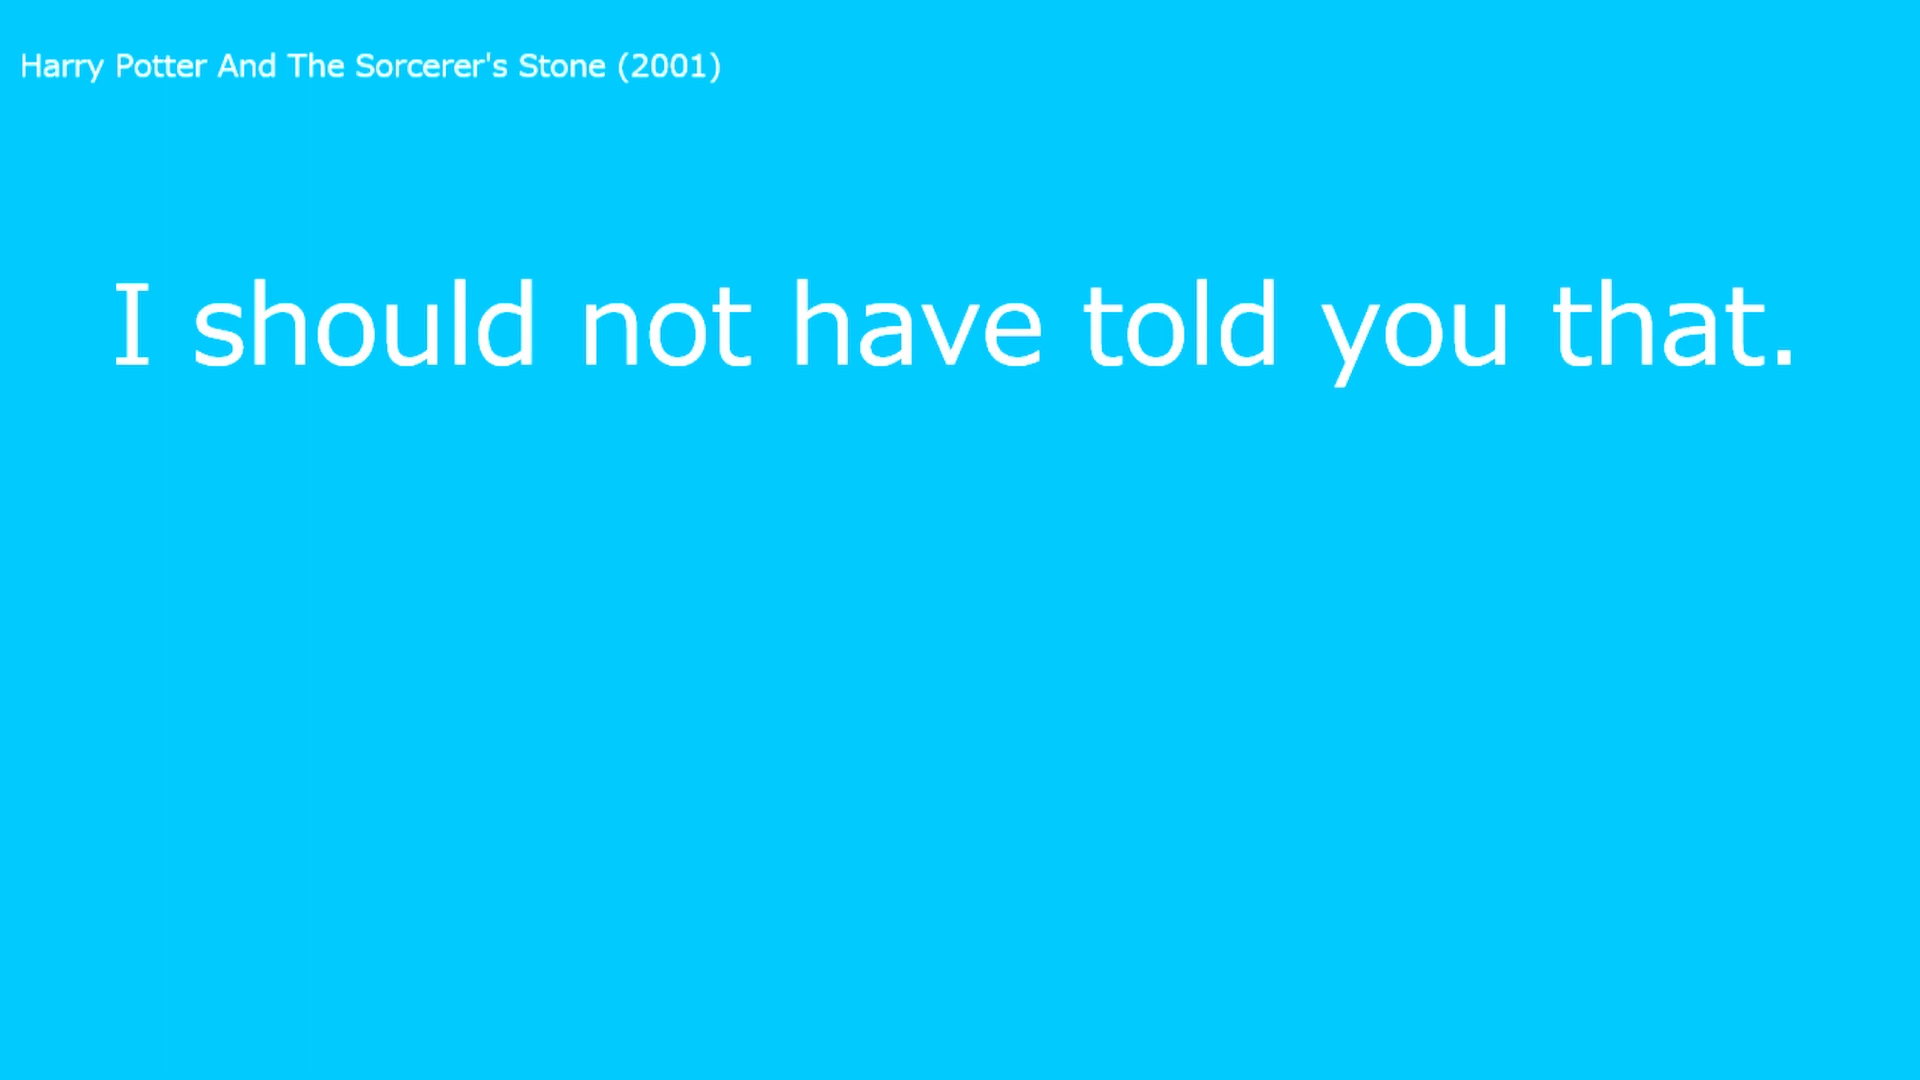 Harry Potter And The Sorcerer's Stone (2001)
I should not have told you that.